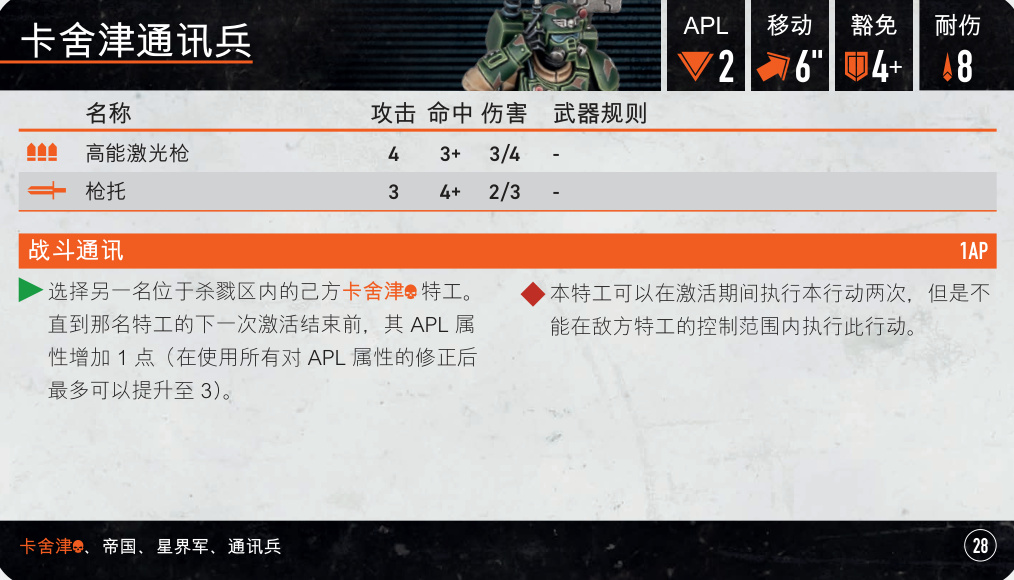 卡舍津通讯兵
APL 移动 豁免 耐伤
2 6" 4+ 8
名称 攻击 命中 伤害 武器规则
高能激光枪 4 3+ 3/4 -
枪托 3 4+ 2/3 -
战斗通讯 1AP
选择另一名位于杀戮区内的己方卡舍津特工。
直到那名特工的下一次激活结束前，其 APL 属
性增加 1 点（在使用所有对 APL 属性的修正后
最多可以提升至 3）。
本特工可以在激活期间执行本行动两次，但是不
能在敌方特工的控制范围内执行此行动。
卡舍津、帝国、星界军、通讯兵
28